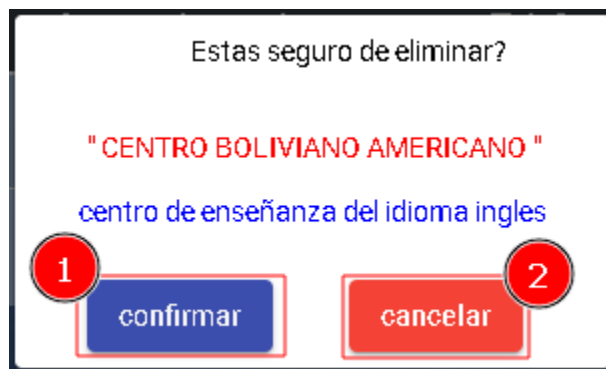 Estas seguro de eliminar?
" CENTRO BOLIVIANO AMERICANO "
centro de enseñanza del idioma ingles
1
2
confirmar
cancelar